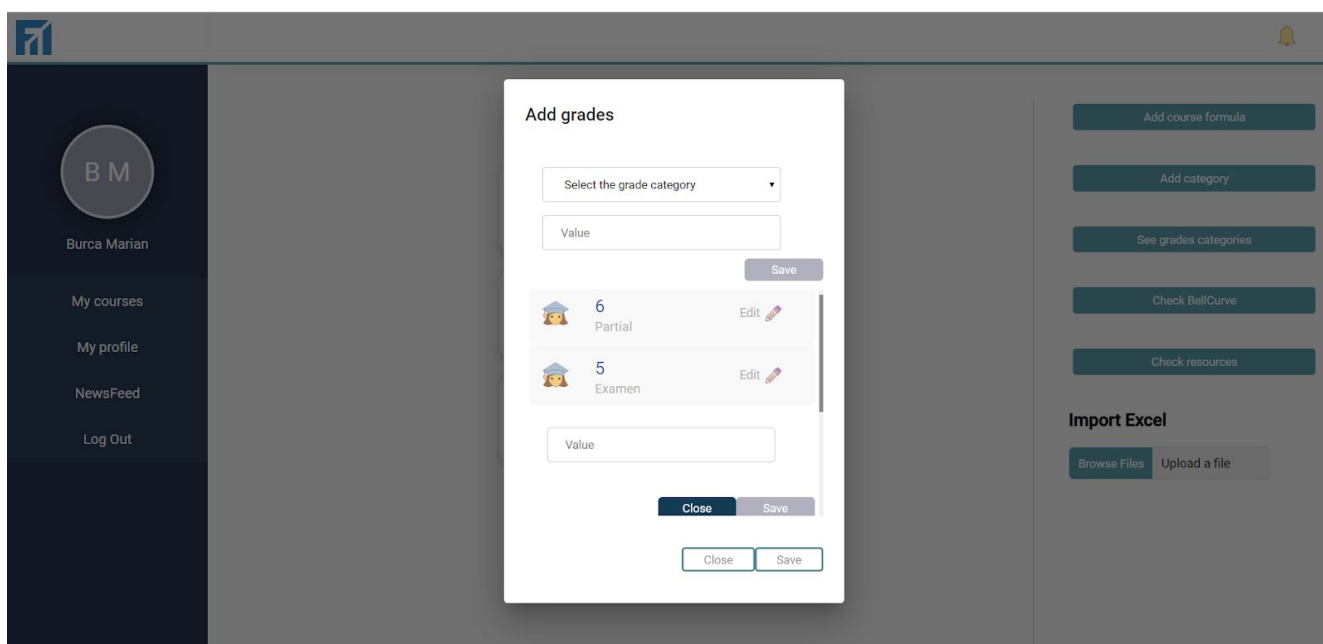 B M
Burca Marian
My courses
My profile
NewsFeed
Log Out
Add grades
Select the grade category
Value
Save
6
Partial
Edit
5
Examen
Edit
Value
Close Save
Close Save
Add course formula
Add category
See grades categories
Check BellCurve
Check resources
Import Excel
Browse Files Upload a file